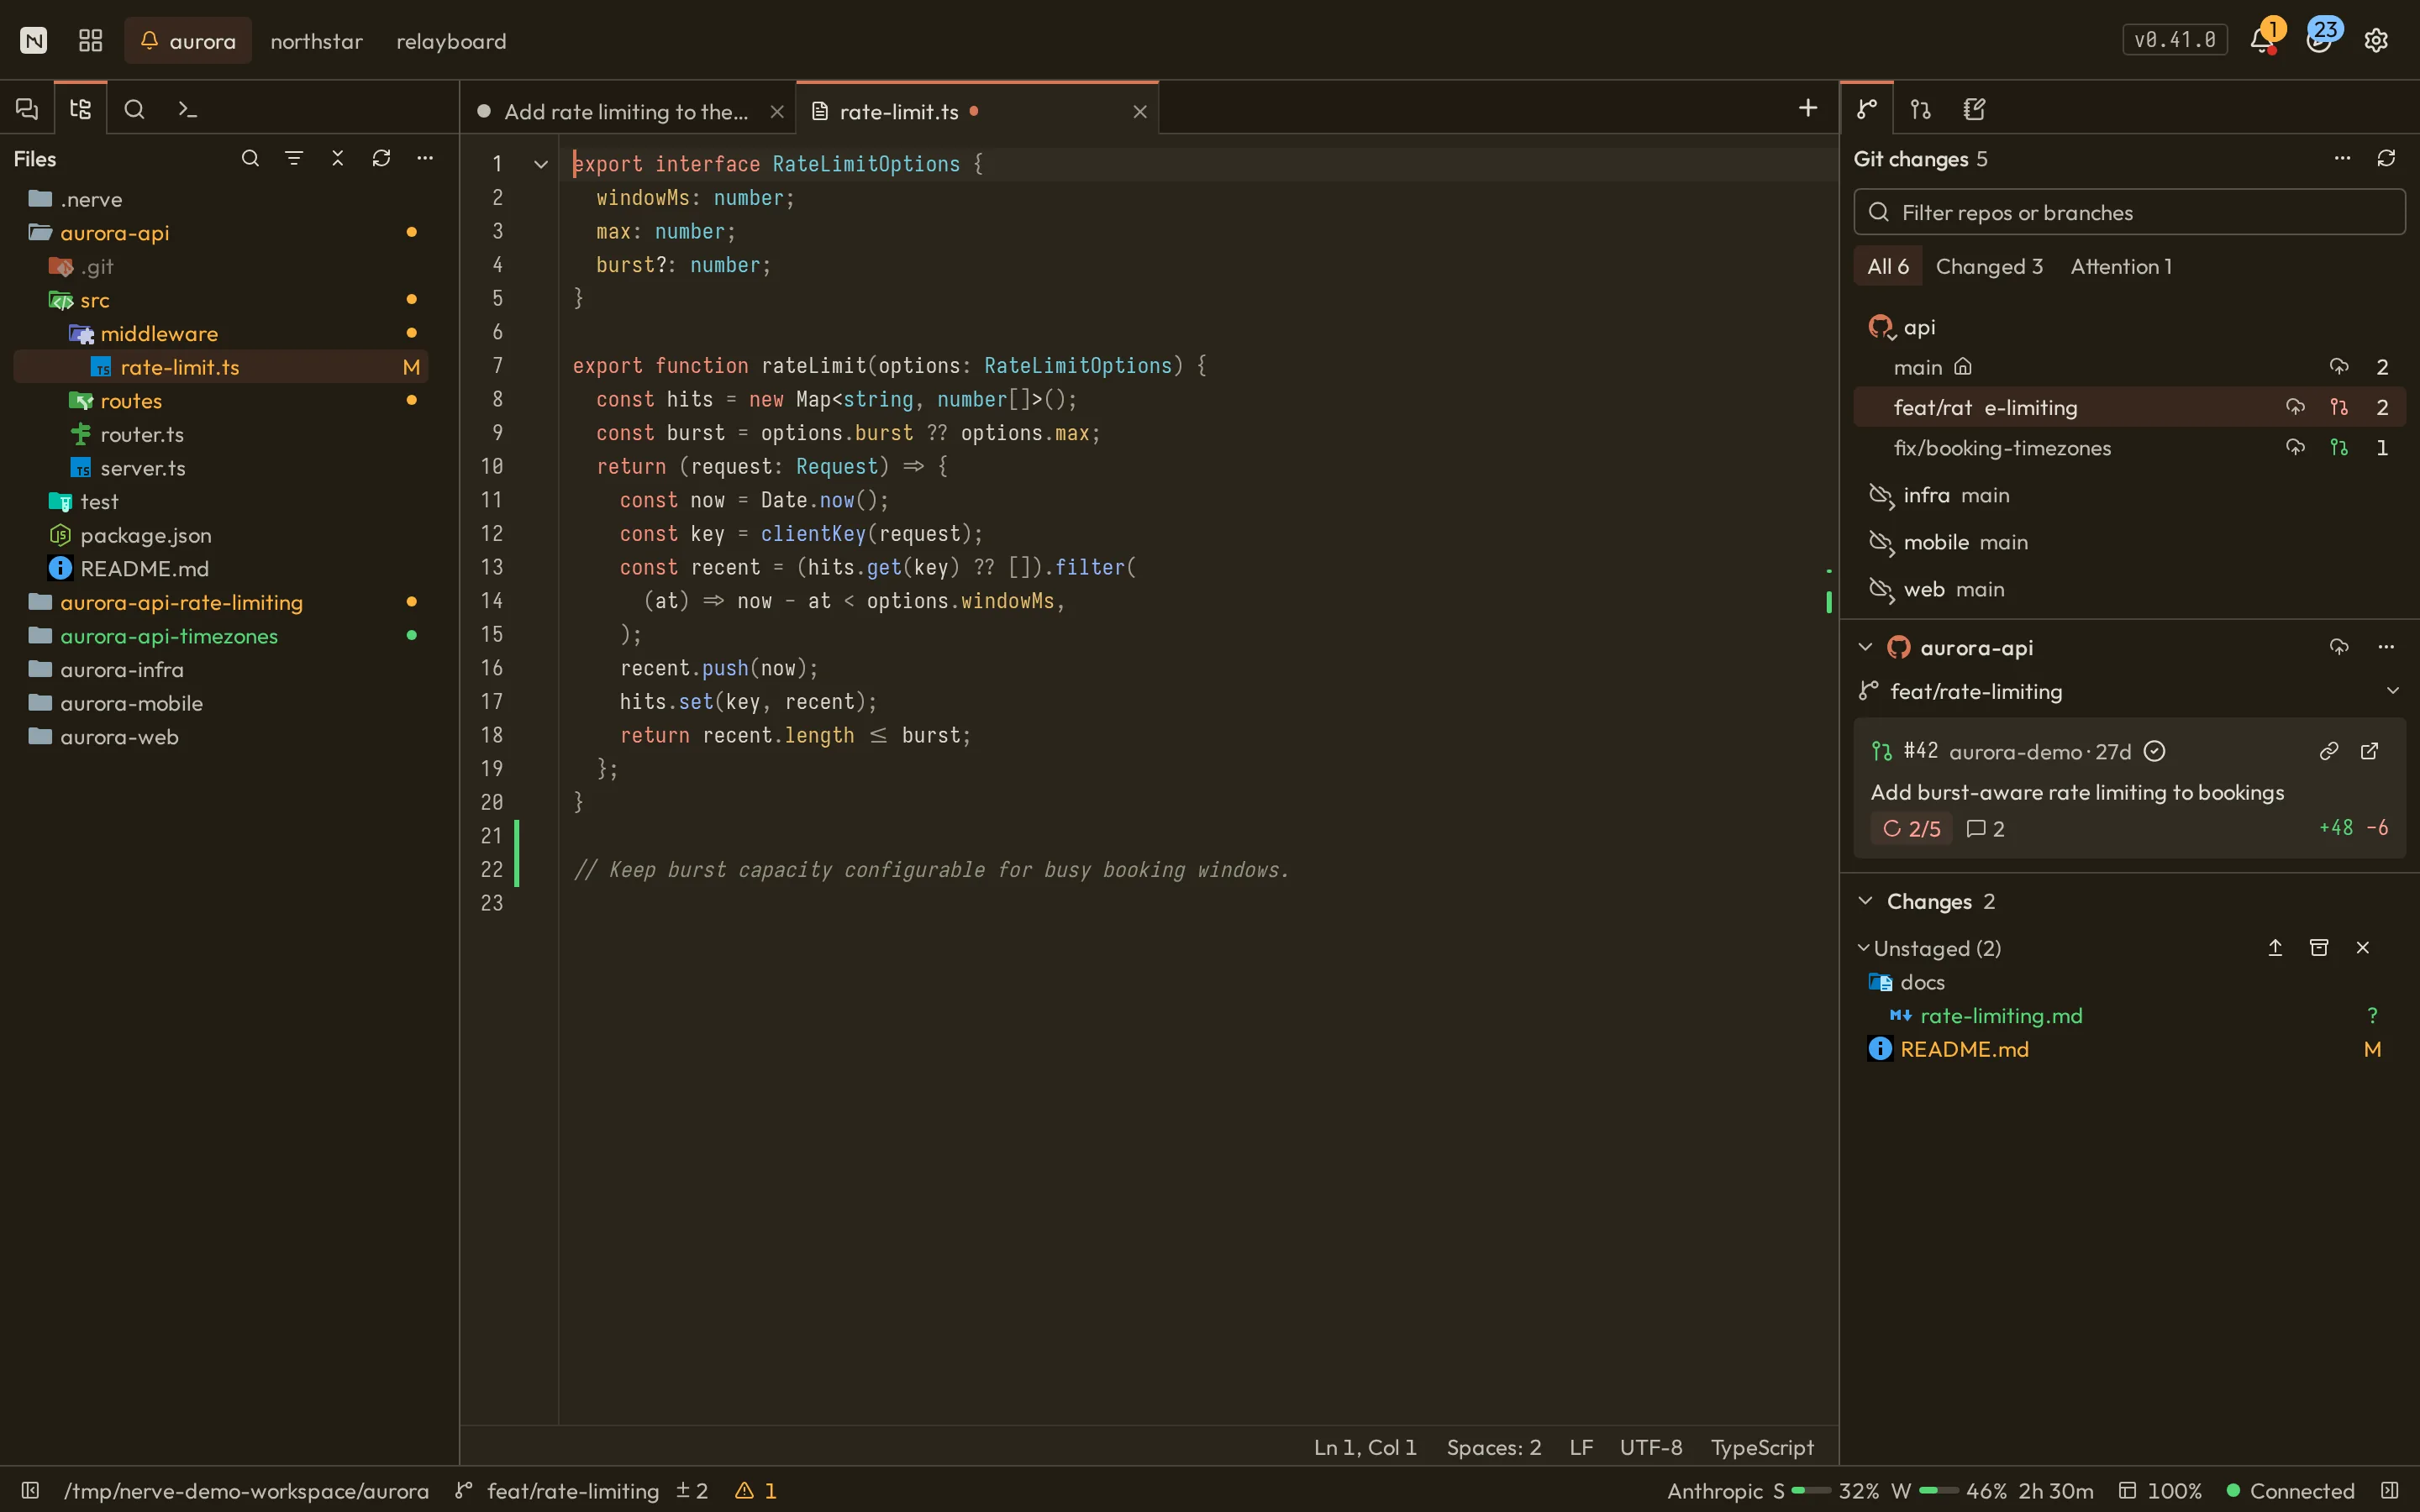 aurora northstar relayboard v0.41.0 1 23
Files
.nerve
aurora-api
.git
src
middleware
rate-limit.ts M
routes
router.ts
server.ts
test
package.json
README.md
aurora-api-rate-limiting
aurora-api-timezones
aurora-infra
aurora-mobile
aurora-web
Add rate limiting to the... rate-limit.ts
1 export interface RateLimitOptions {
2 windowMs: number;
3 max: number;
4 burst?: number;
5 }
6
7 export function rateLimit(options: RateLimitOptions) {
8 const hits = new Map<string, number[]>();
9 const burst = options.burst ?? options.max;
10 return (request: Request) => {
11 const now = Date.now();
12 const key = clientKey(request);
13 const recent = (hits.get(key) ?? []).filter(
14 (at) => now - at < options.windowMs,
15 );
16 recent.push(now);
17 hits.set(key, recent);
18 return recent.length <= burst;
19 };
20 }
21
22 // Keep burst capacity configurable for busy booking windows.
23
Ln 1, Col 1 Spaces: 2 LF UTF-8 TypeScript
Git changes 5
Filter repos or branches
All 6 Changed 3 Attention 1
api
main 2
feat/rat e-limiting 2
fix/booking-timezones 1
infra main
mobile main
web main
aurora-api
feat/rate-limiting
#42 aurora-demo · 27d
Add burst-aware rate limiting to bookings
2/5 2 +48 -6
Changes 2
Unstaged (2)
docs
rate-limiting.md ?
README.md M
/tmp/nerve-demo-workspace/aurora feat/rate-limiting ±2 1 Anthropic S 32% W 46% 2h 30m 100% Connected